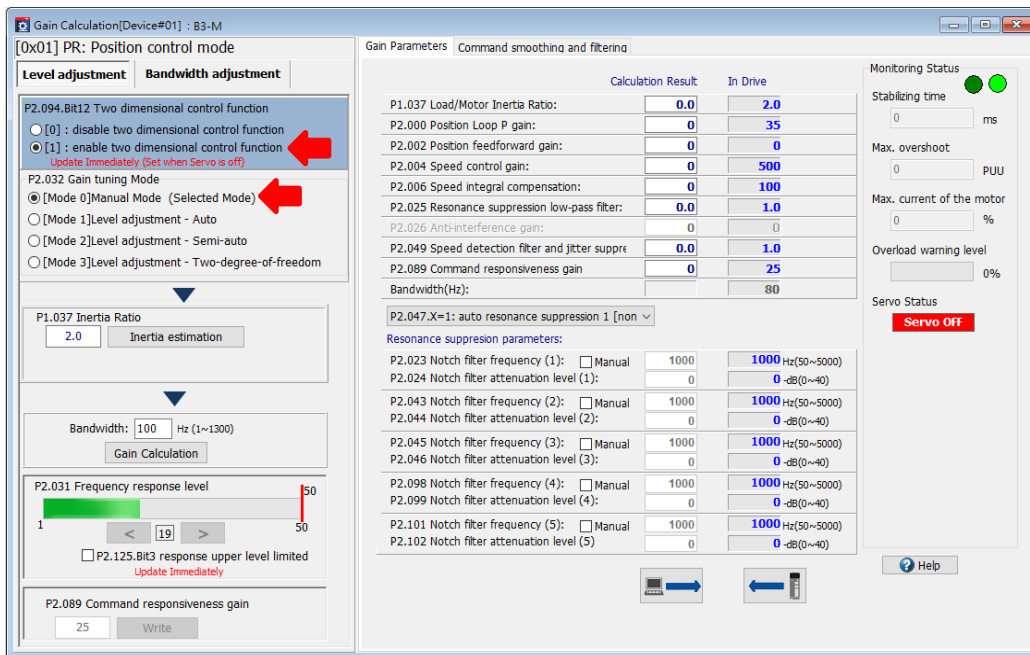 Gain Calculation[Device#01] : B3-M
[0x01] PR: Position control mode
Level adjustment
Bandwidth adjustment
P2.094.Bit12 Two dimensional control function
[0] : disable two dimensional control function
[1] : enable two dimensional control function
Update Immediately (Set when Servo is off)
P2.032 Gain tuning Mode
[Mode 0]Manual Mode (Selected Mode)
[Mode 1]Level adjustment - Auto
[Mode 2]Level adjustment - Semi-auto
[Mode 3]Level adjustment - Two-degree-of-freedom
P1.037 Inertia Ratio
2.0 Inertia estimation
Bandwidth: 100 Hz (1~1300)
Gain Calculation
P2.031 Frequency response level
50
1 50
< 19 >
P2.125.Bit3 response upper level limited
Update Immediately
P2.089 Command responsiveness gain
25 Write
Gain Parameters Command smoothing and filtering
Calculation Result In Drive
P1.037 Load/Motor Inertia Ratio: 0.0 2.0
P2.000 Position Loop P gain: 0 35
P2.002 Position feedforward gain: 0 0
P2.004 Speed control gain: 0 500
P2.006 Speed integral compensation: 0 100
P2.025 Resonance suppression low-pass filter: 0.0 1.0
P2.026 Anti-interference gain: 0 0
P2.049 Speed detection filter and jitter suppre 0.0 1.0
P2.089 Command responsiveness gain 0 25
Bandwidth(Hz): 80
P2.047.X=1: auto resonance suppression 1 [non
Resonance suppresion parameters:
P2.023 Notch filter frequency (1): Manual 1000 1000 Hz(50~5000)
P2.024 Notch filter attenuation level (1): 0 0 -dB(0~40)
P2.043 Notch filter frequency (2): Manual 1000 1000 Hz(50~5000)
P2.044 Notch filter attenuation level (2): 0 0 -dB(0~40)
P2.045 Notch filter frequency (3): Manual 1000 1000 Hz(50~5000)
P2.046 Notch filter attenuation level (3): 0 0 -dB(0~40)
P2.098 Notch filter frequency (4): Manual 1000 1000 Hz(50~5000)
P2.099 Notch filter attenuation level (4): 0 0 -dB(0~40)
P2.101 Notch filter frequency (5): Manual 1000 1000 Hz(50~5000)
P2.102 Notch filter attenuation level (5) 0 0 -dB(0~40)
Monitoring Status
Stabilizing time
0 ms
Max. overshoot
0 PUU
Max. current of the motor
0 %
Overload warning level
0%
Servo Status
Servo OFF
Help